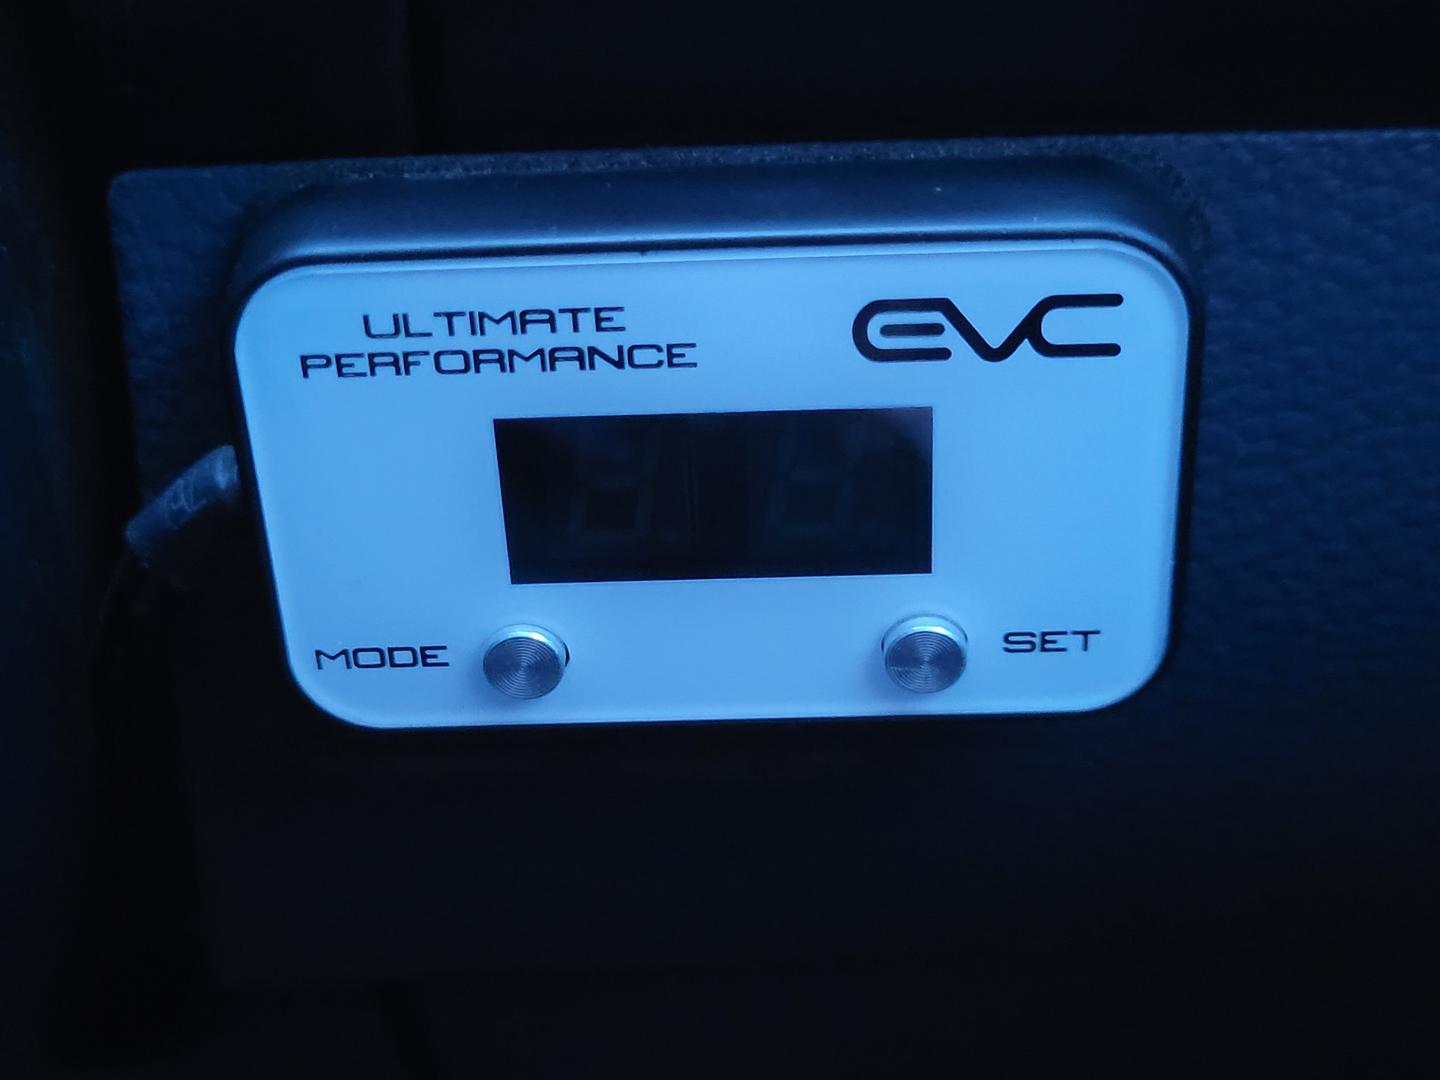 ULTIMATE
PERFORMANCE
EVC
MODE
SET